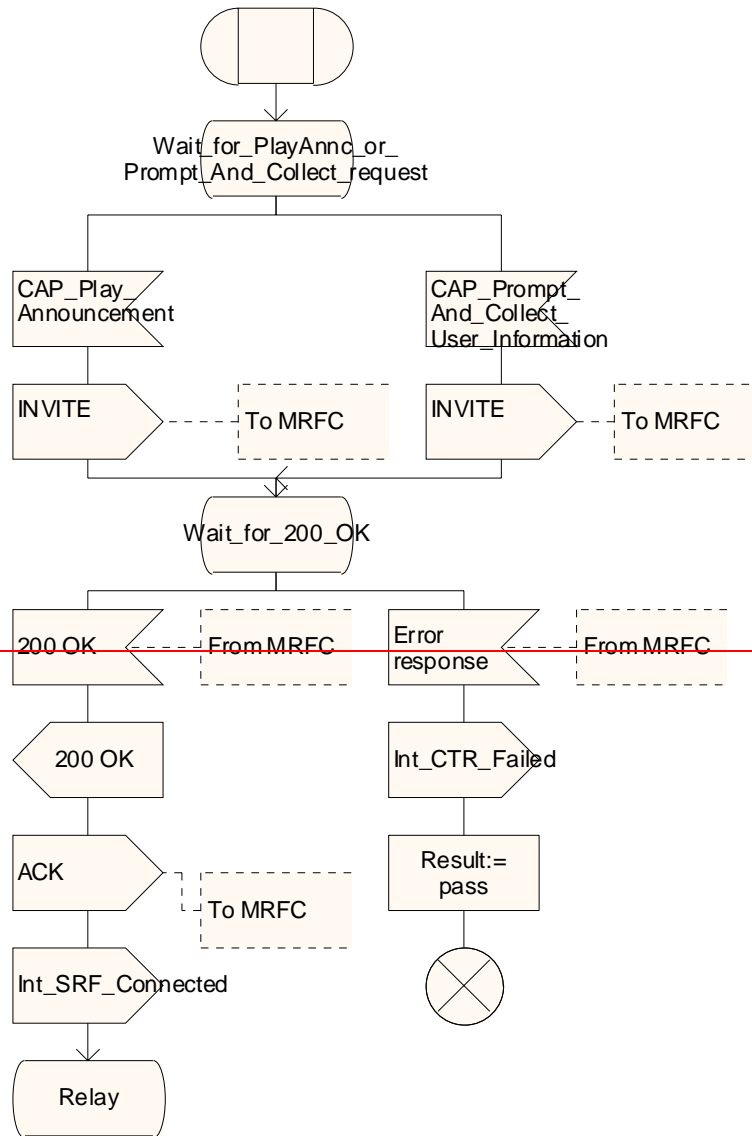 Wait_for_PlayAnnc_or_
Prompt_And_Collect_request
CAP_Play_
Announcement
CAP_Prompt_
And_Collect_
User_Information
INVITE
To MRFC
INVITE
To MRFC
Wait_for_200_OK
200 OK
From MRFC
Error
response
From MRFC
200 OK
Int_CTR_Failed
ACK
To MRFC
Result:=
pass
Int_SRF_Connected
Relay